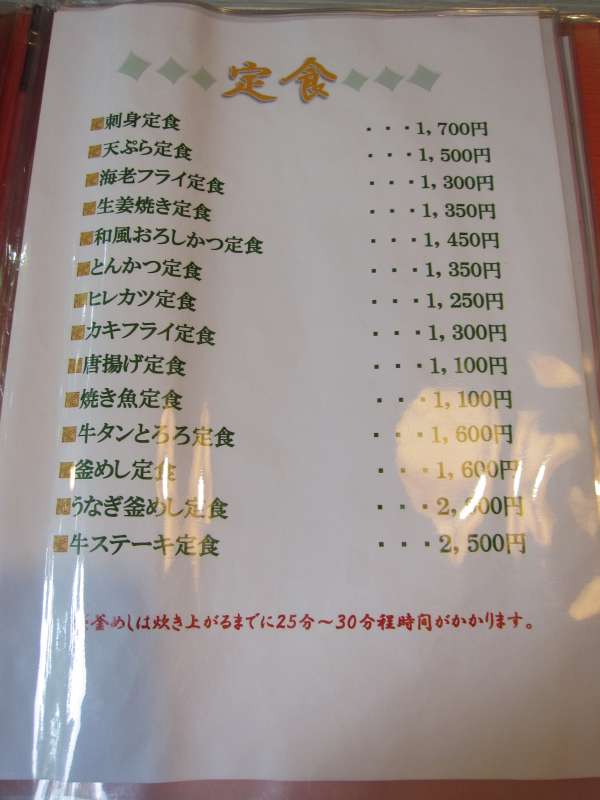 定食
刺身定食 ・・・1,700円
天ぷら定食 ・・・1,500円
海老フライ定食 ・・・1,300円
生姜焼き定食 ・・・1,350円
和風おろしかつ定食 ・・・1,450円
とんかつ定食 ・・・1,350円
ヒレカツ定食 ・・・1,250円
カキフライ定食 ・・・1,300円
唐揚げ定食 ・・・1,100円
焼き魚定食 ・・・1,100円
牛タンとろろ定食 ・・・1,600円
釜めし定食 ・・・1,600円
うなぎ釜めし定食 ・・・
牛ステーキ定食 ・・・2,500円
釜めしは炊き上がるまでに25分～30分程時間がかかります。